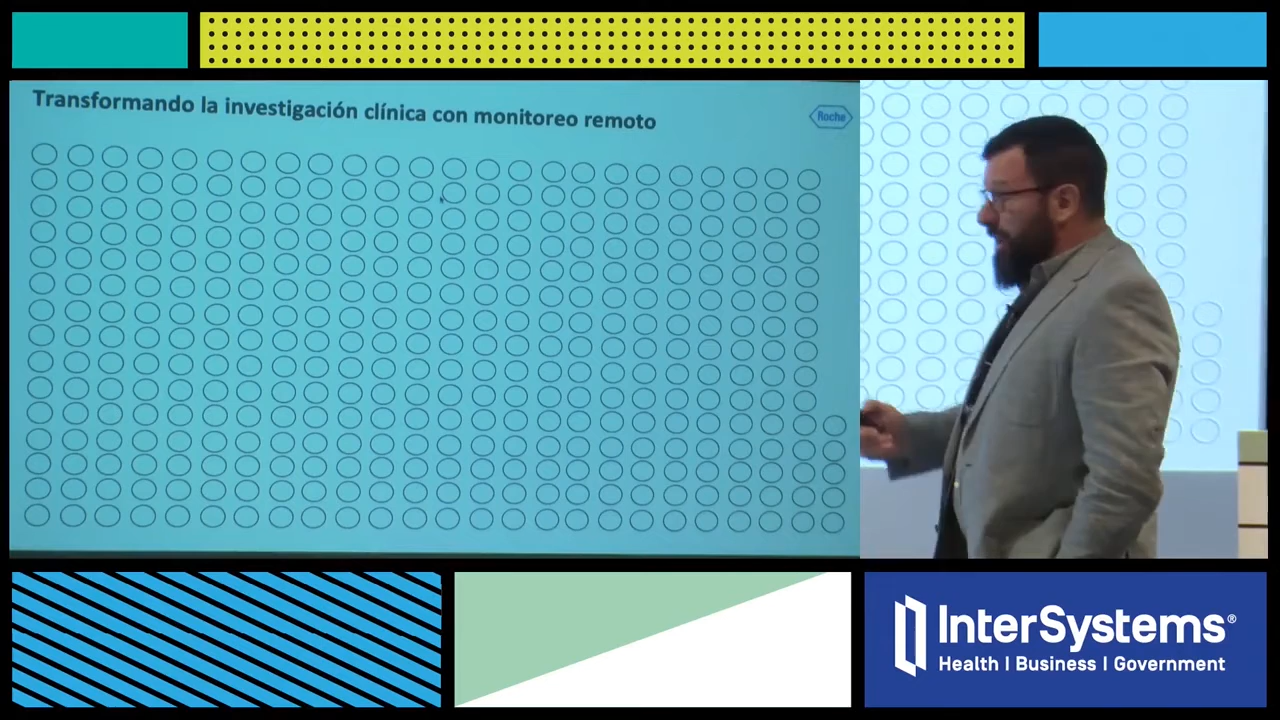 Transformando la investigación clínica con monitoreo remoto
Roche
InterSystems®
Health | Business | Government